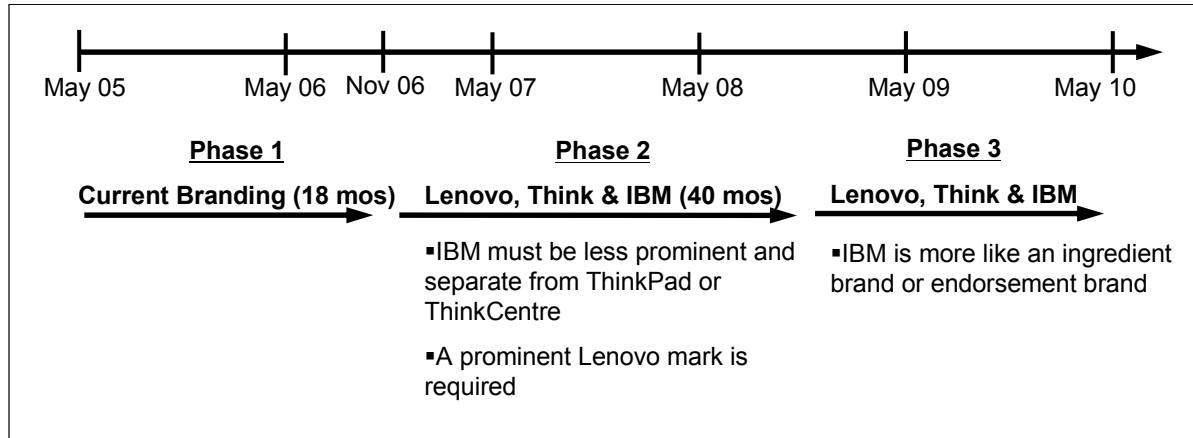 May 05 May 06 Nov 06 May 07 May 08 May 09 May 10
Phase 1 Phase 2 Phase 3
Current Branding (18 mos) Lenovo, Think & IBM (40 mos) Lenovo, Think & IBM
▪IBM must be less prominent and
separate from ThinkPad or
ThinkCentre
▪A prominent Lenovo mark is
required
▪IBM is more like an ingredient
brand or endorsement brand